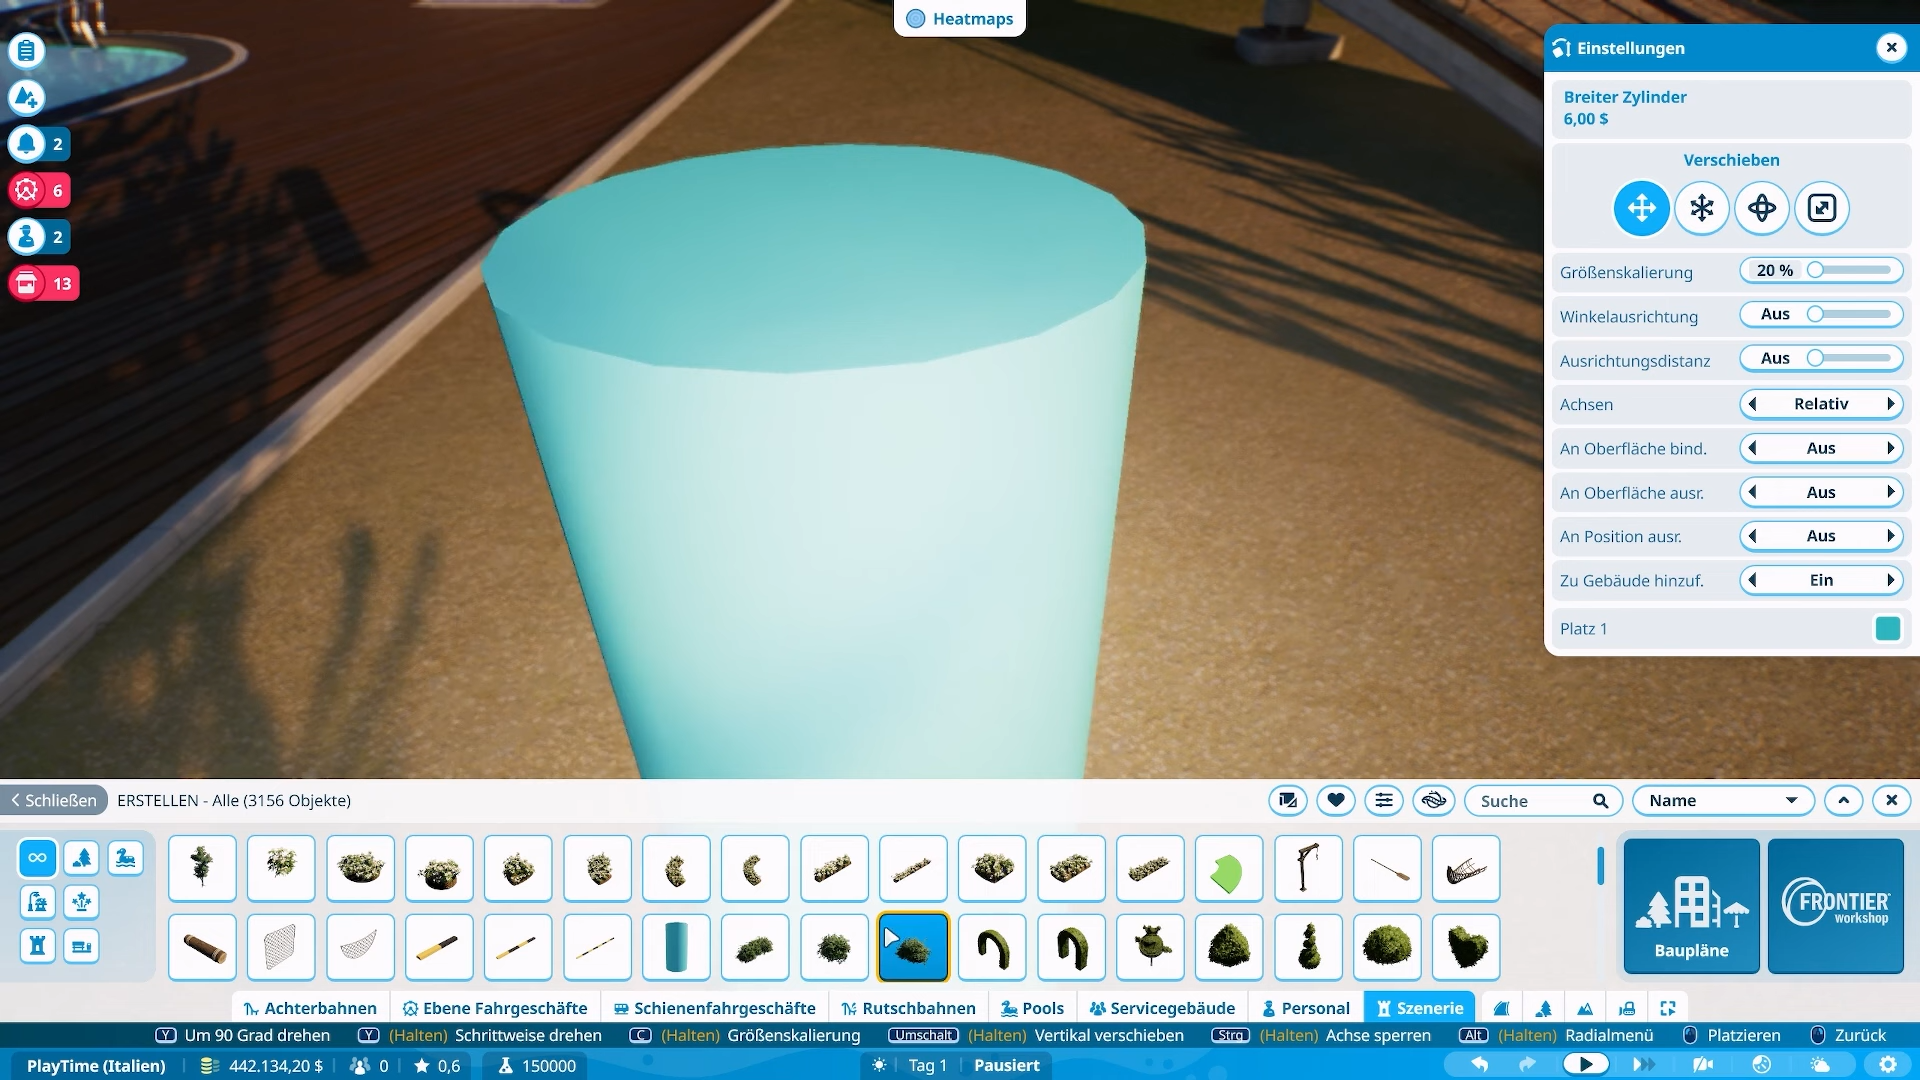 Heatmaps
2
6
2
13
Einstellungen
Breiter Zylinder
6,00 $
Verschieben
Größenskalierung 20 %
Winkelausrichtung Aus
Ausrichtungsdistanz Aus
Achsen Relativ
An Oberfläche bind. Aus
An Oberfläche ausr. Aus
An Position ausr. Aus
Zu Gebäude hinzuf. Ein
Platz 1
Schließen ERSTELLEN - Alle (3156 Objekte) Suche Name
Baupläne
FRONTIER
workshop
Achterbahnen Ebene Fahrgeschäfte Schienenfahrgeschäfte Rutschbahnen Pools Servicegebäude Personal Szenerie
Y Um 90 Grad drehen Y (Halten) Schrittweise drehen C (Halten) Größenskalierung Umschalt (Halten) Vertikal verschieben Strg (Halten) Achse sperren Alt (Halten) Radialmenü Platzieren Zurück
PlayTime (Italien) 442.134,20 $ 0 0,6 150000 Tag 1 Pausiert